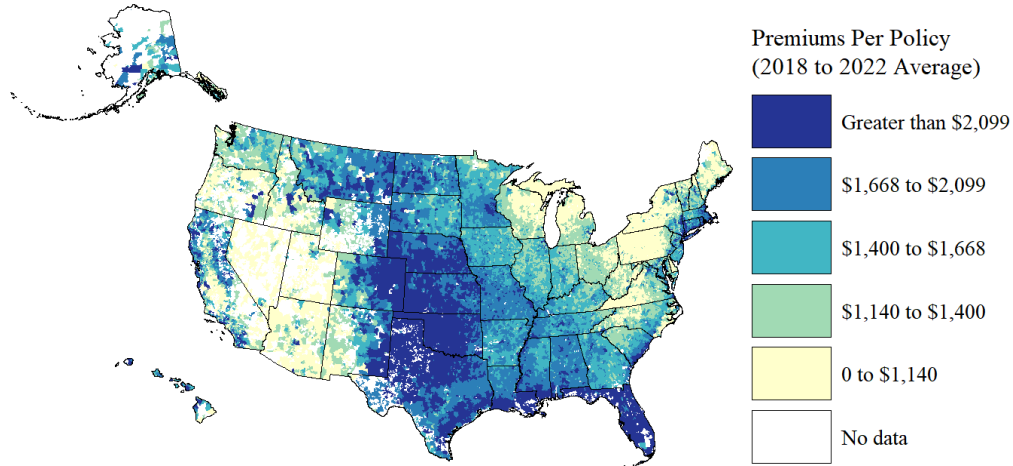 Premiums Per Policy
(2018 to 2022 Average)
Greater than $2,099
$1,668 to $2,099
$1,400 to $1,668
$1,140 to $1,400
0 to $1,140
No data